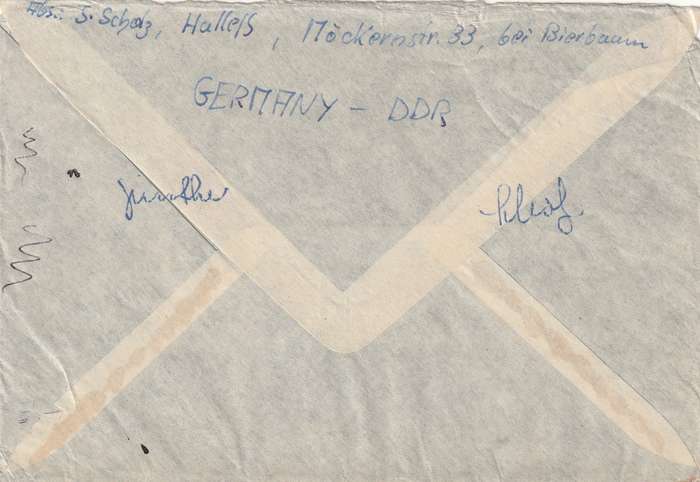 Abs.: S. Scholz, Halle/S, Möckernstr. 33, bei Bierbaum
GERMANY - DDR